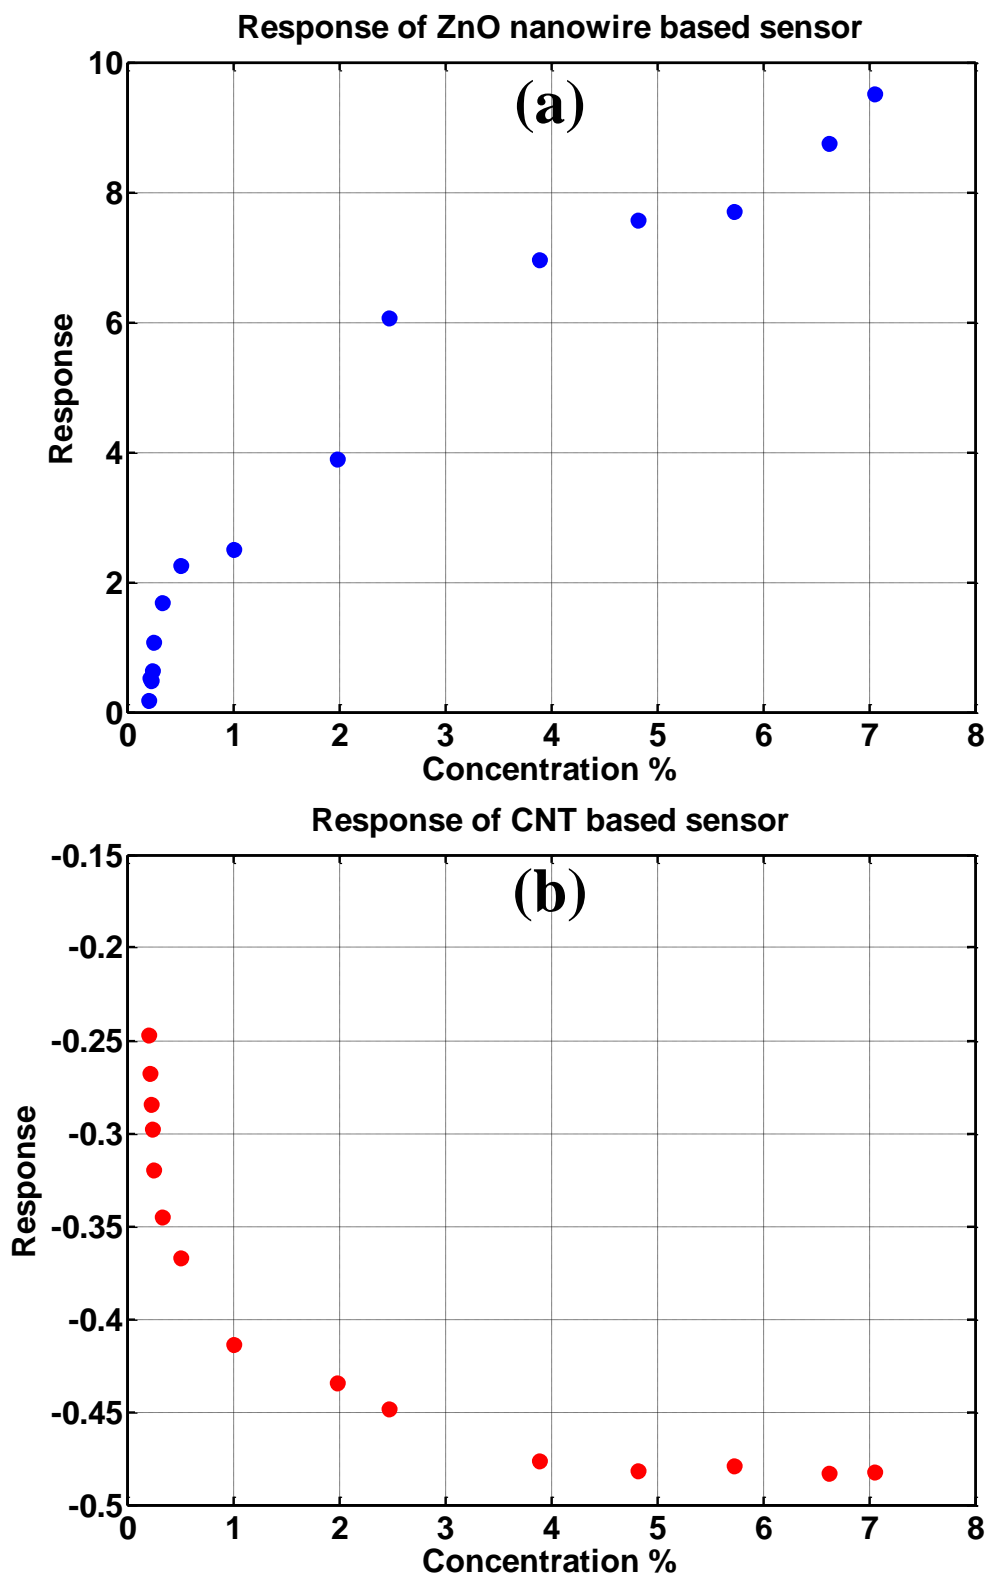 Response of ZnO nanowire based sensor
(a)
10
8
6
4
2
0
Response
0 1 2 3 4 5 6 7 8
Concentration %
Response of CNT based sensor
(b)
-0.15
-0.2
-0.25
-0.3
-0.35
-0.4
-0.45
-0.5
Response
0 1 2 3 4 5 6 7 8
Concentration %